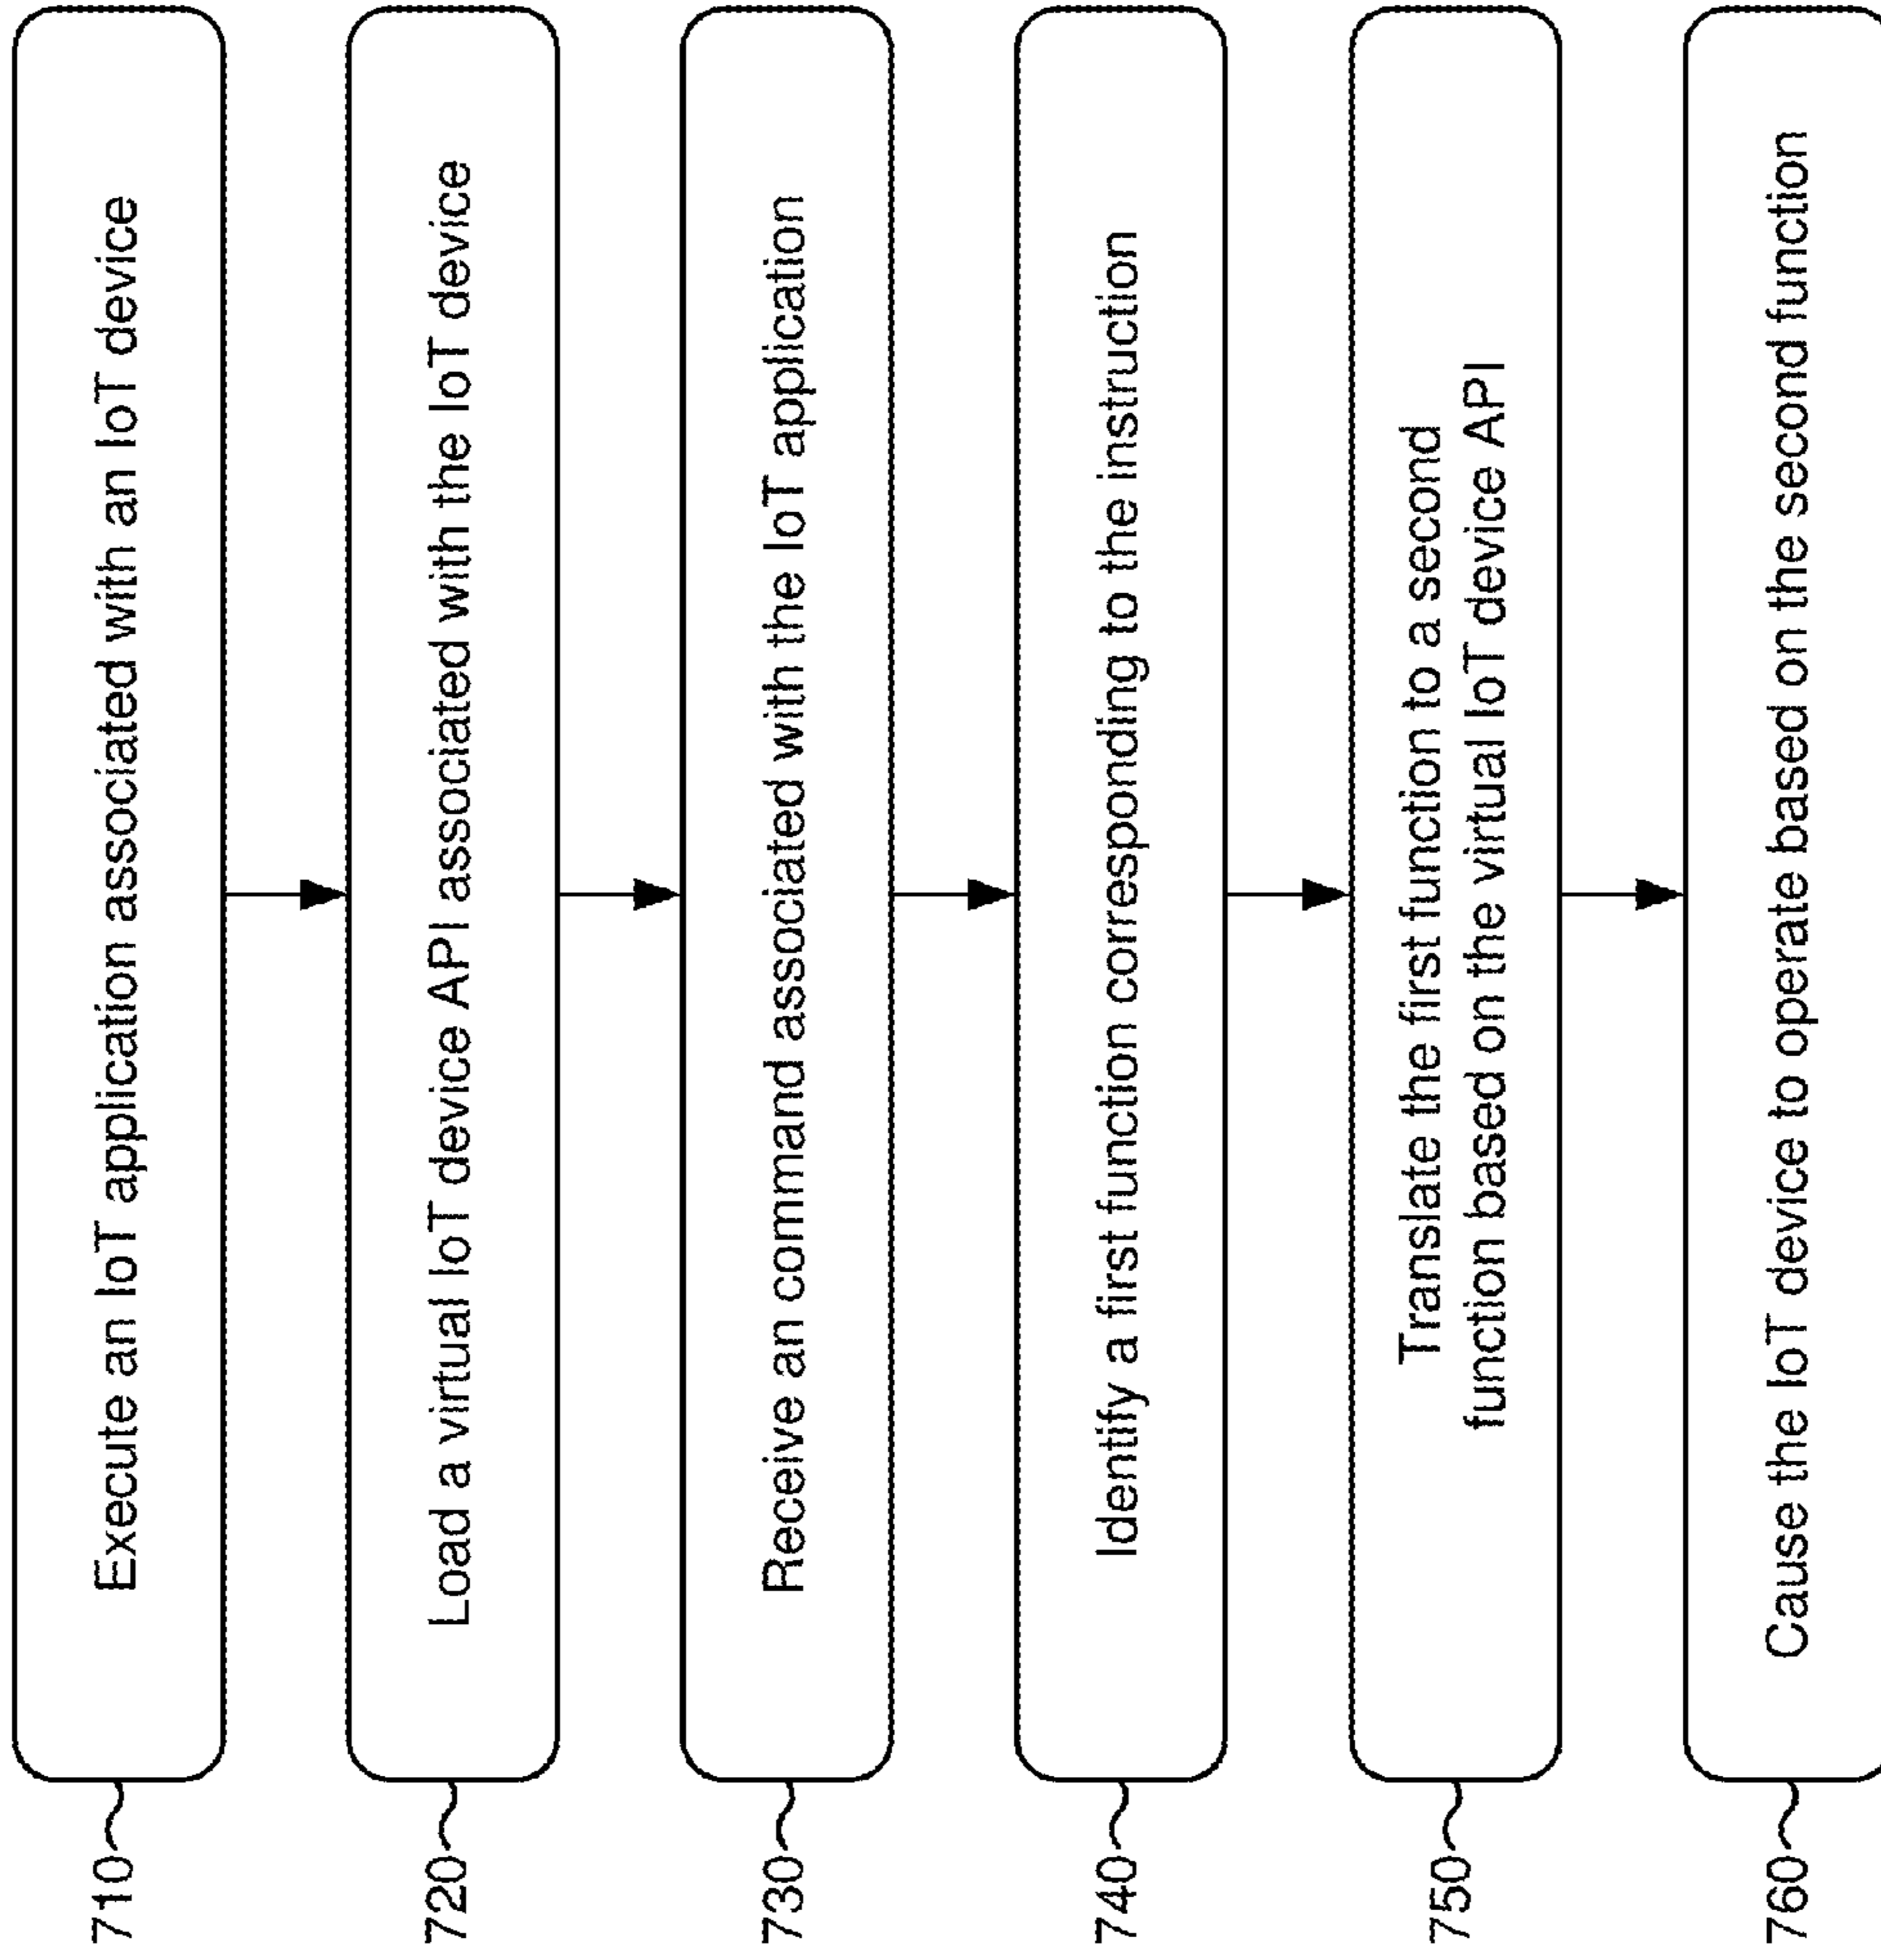 710
Execute an IoT application associated with an IoT device
720
Load a virtual IoT device API associated with the IoT device
730
Receive an command associated with the IoT application
740
Identify a first function corresponding to the instruction
750
Translate the first function to a second
function based on the virtual IoT device API
760
Cause the IoT device to operate based on the second function